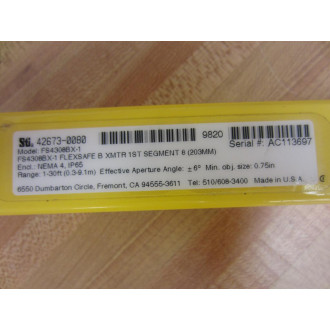 STI 42673-0080 9820 Serial #: AC113697
Model: FS4308BX-1
FS4308BX-1 FLEXSAFE B XMTR 1ST SEGMENT 8 (203MM)
Encl.: NEMA 4, IP65
Range: 1-30ft (0.3-9.1m) Effective Aperture Angle: ±6° Min. obj. size: 0.75in
6550 Dumbarton Circle, Fremont, CA 94555-3611 Tel: 510/608-3400 Made in U.S.A.